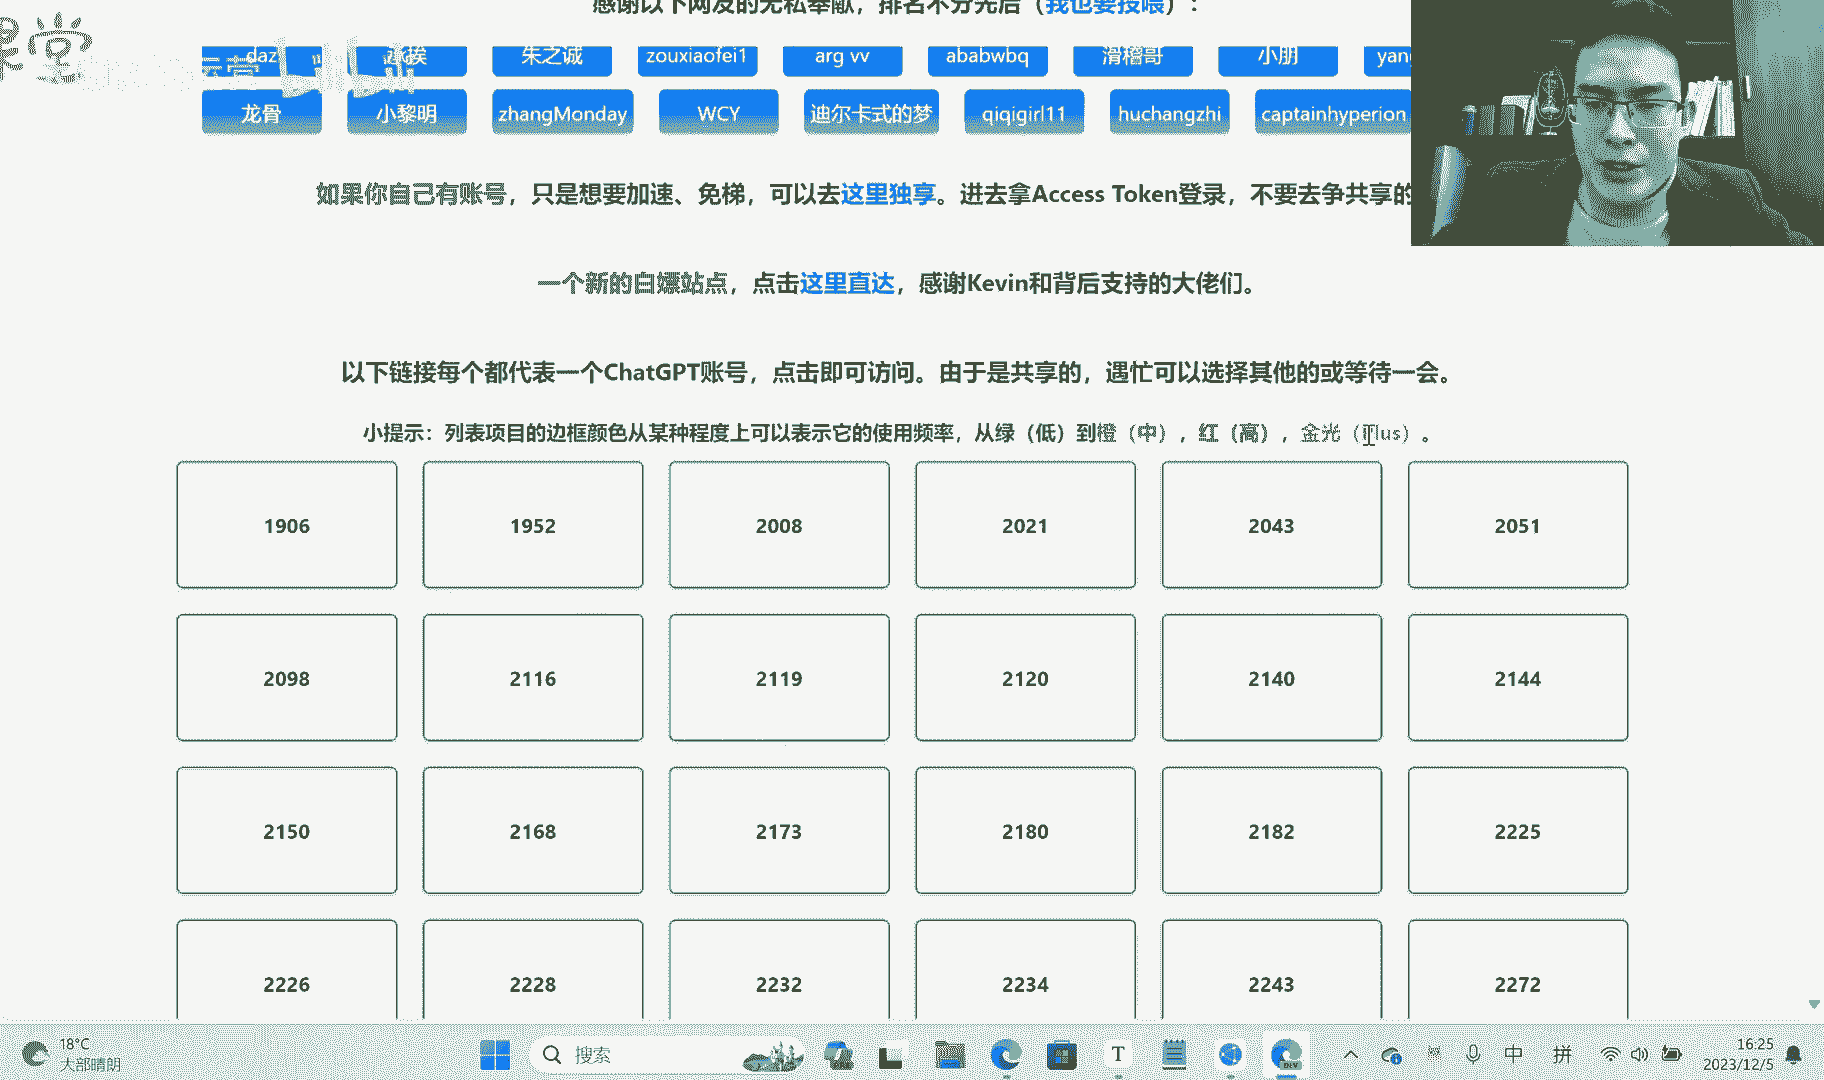 感谢以下网友的无私奉献，排名不分先后（我也要投喂）：
课堂
daz 承挨 朱之诚 zouxiaofei1 arg vv ababwbq 滑稽哥 小朋 yang
运营
龙骨 小黎明 zhangMonday WCY 迪尔卡式的梦 qiqigirl11 huchangzhi captainhyperion
如果你自己有账号，只是想要加速、免梯，可以去这里独享。进去拿Access Token登录，不要去争共享的
一个新的白嫖站点，点击这里直达，感谢Kevin和背后支持的大佬们。
以下链接每个都代表一个ChatGPT账号，点击即可访问。由于是共享的，遇忙可以选择其他的或等待一会。
小提示：列表项目的边框颜色从某种程度上可以表示它的使用频率，从绿（低）到橙（中），红（高），金光（Plus）。
1906 1952 2008 2021 2043 2051
2098 2116 2119 2120 2140 2144
2150 2168 2173 2180 2182 2225
2226 2228 2232 2234 2243 2272
18°C
大部晴朗
搜索
PRE
T
DEV
中 拼
16:25
2023/12/5